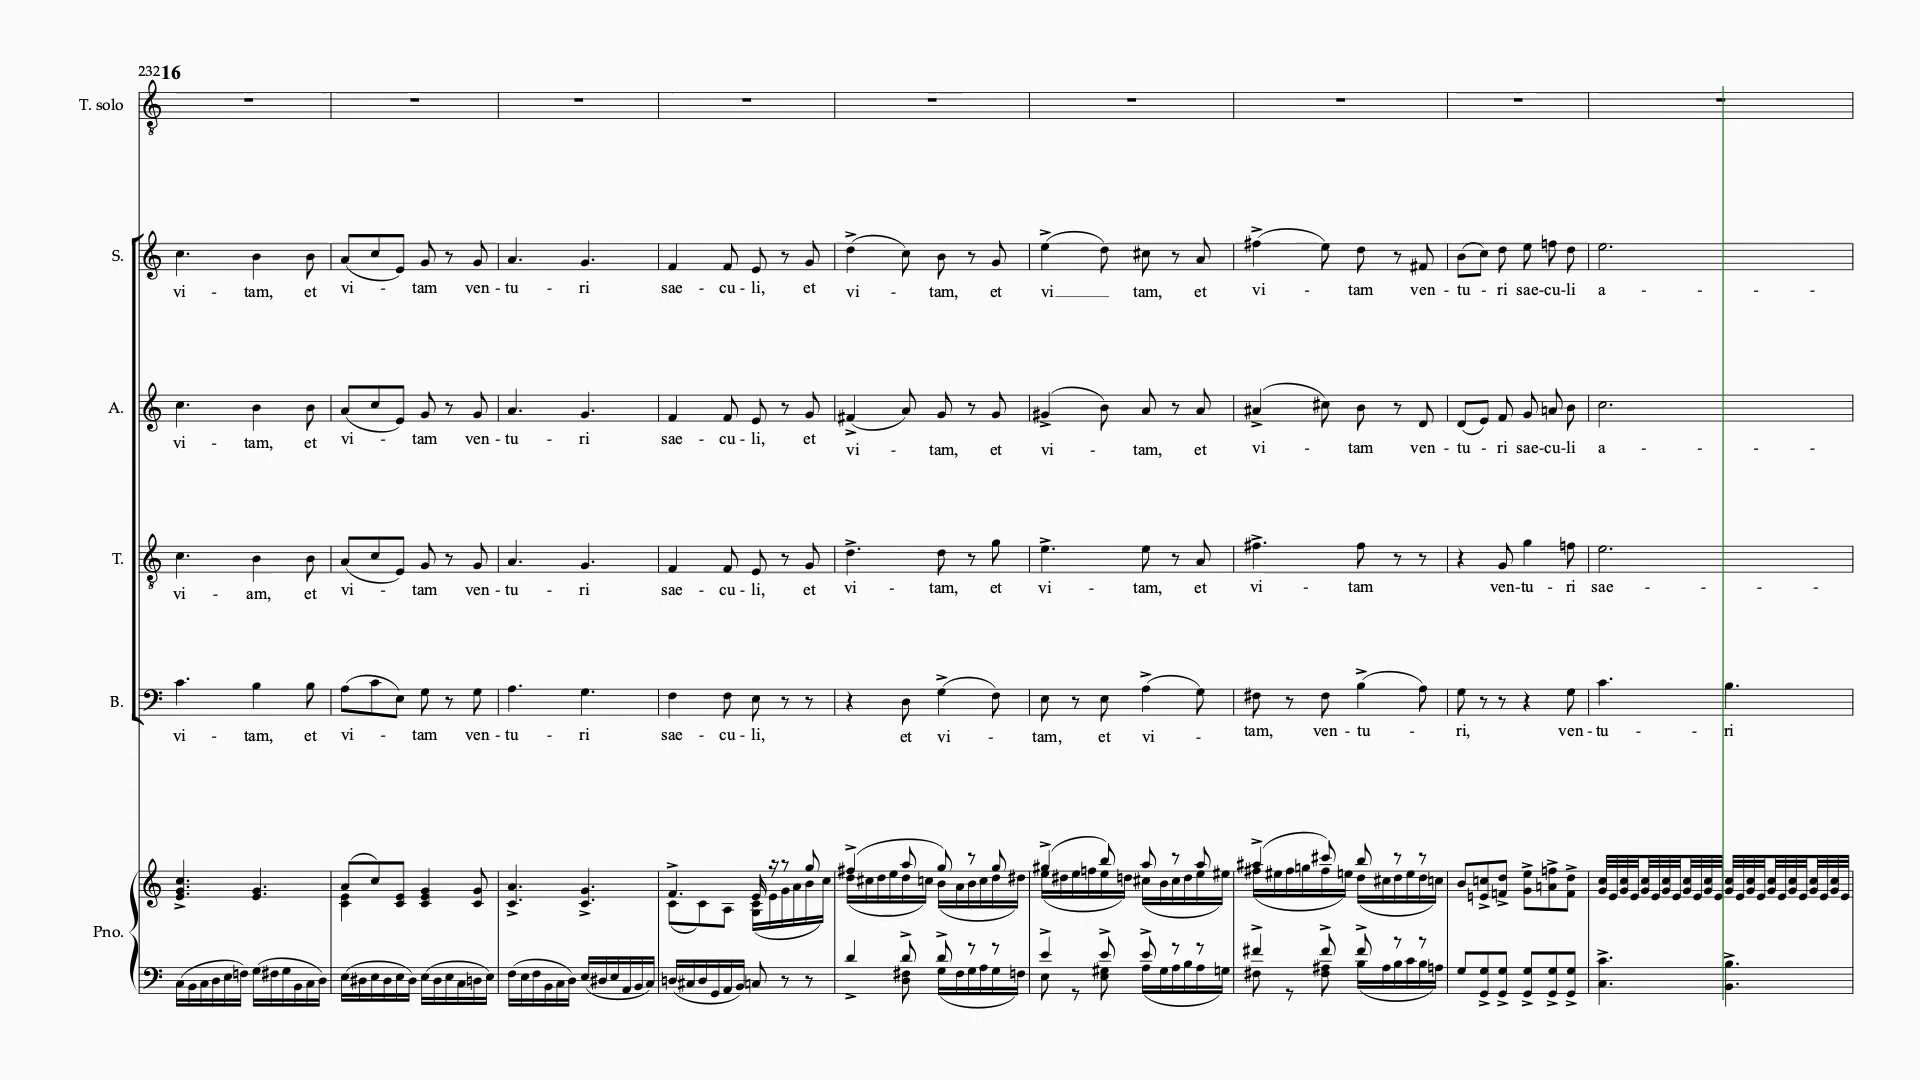 23216
T. solo
S.
vi - tam, et vi - tam ven - tu - ri sae - cu - li, et vi - tam, et vi____ tam, et vi - tam ven - tu - ri sae-cu-li a - - - -
A.
vi - tam, et vi - tam ven - tu - ri sae - cu - li, et vi - tam, et vi - tam, et vi - tam ven - tu - ri sae-cu-li a - - - -
T.
vi - am, et vi - tam ven - tu - ri sae - cu - li, et vi - tam, et vi - tam, et vi - tam ven-tu - ri sae - - - -
B.
vi - tam, et vi - tam ven - tu - ri sae - cu - li, et vi - tam, et vi - tam, ven - tu - ri, ven - tu - - ri
Pno.